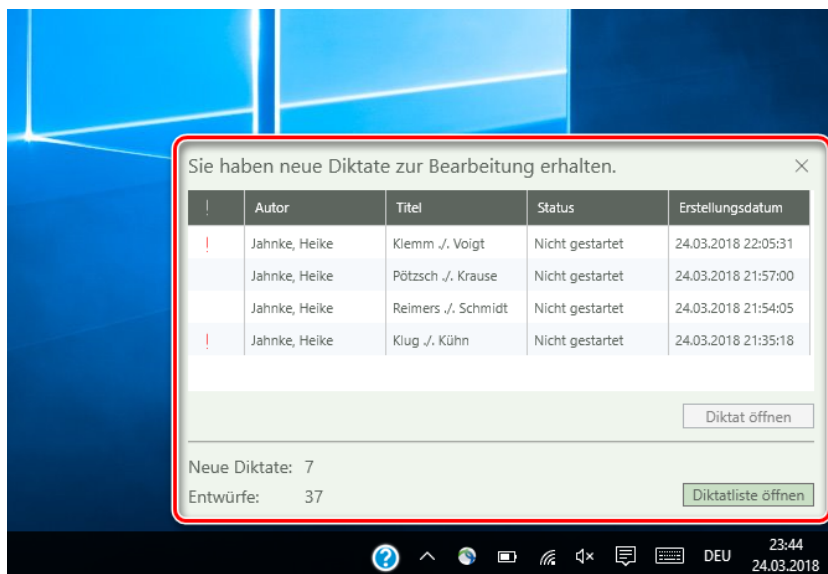 Sie haben neue Diktate zur Bearbeitung erhalten.
! Autor Titel Status Erstellungsdatum
! Jahnke, Heike Klemm ./. Voigt Nicht gestartet 24.03.2018 22:05:31
Jahnke, Heike Pötzsch ./. Krause Nicht gestartet 24.03.2018 21:57:00
Jahnke, Heike Reimers ./. Schmidt Nicht gestartet 24.03.2018 21:54:05
! Jahnke, Heike Klug ./. Kühn Nicht gestartet 24.03.2018 21:35:18
Diktat öffnen
Neue Diktate: 7
Entwürfe: 37
Diktatliste öffnen
DEU
23:44
24.03.2018